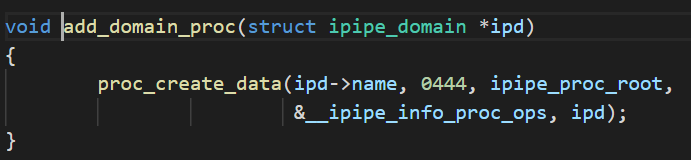 void add_domain_proc(struct ipipe_domain *ipd)
{
proc_create_data(ipd->name, 0444, ipipe_proc_root,
&__ipipe_info_proc_ops, ipd);
}